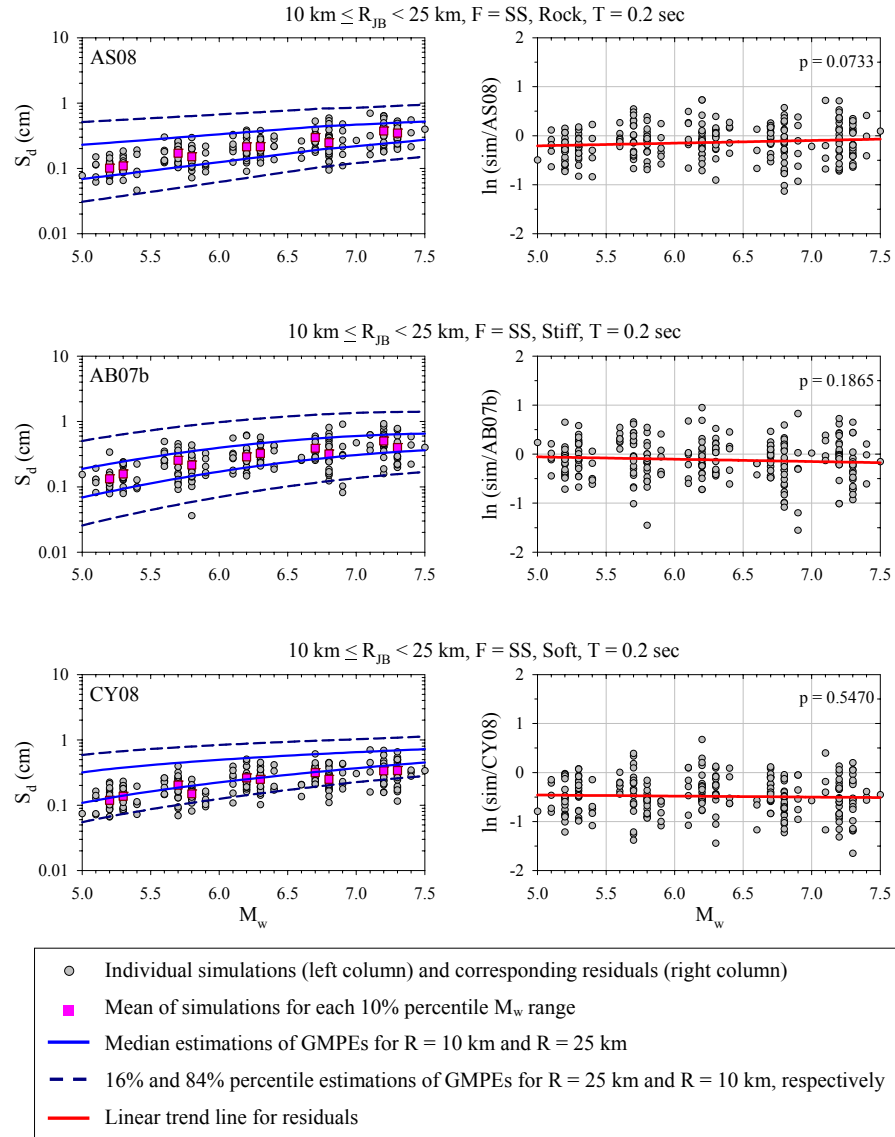 10 km ≤ R_JB < 25 km, F = SS, Rock, T = 0.2 sec
AS08
10
1
0.1
0.01
S_d (cm)
5.0 5.5 6.0 6.5 7.0 7.5
p = 0.0733
2
1
-0
-1
-2
ln (sim/AS08)
5.0 5.5 6.0 6.5 7.0 7.5
10 km ≤ R_JB < 25 km, F = SS, Stiff, T = 0.2 sec
AB07b
10
1
0.1
0.01
S_d (cm)
5.0 5.5 6.0 6.5 7.0 7.5
p = 0.1865
2
1
-0
-1
-2
ln (sim/AB07b)
5.0 5.5 6.0 6.5 7.0 7.5
10 km ≤ R_JB < 25 km, F = SS, Soft, T = 0.2 sec
CY08
10
1
0.1
0.01
S_d (cm)
5.0 5.5 6.0 6.5 7.0 7.5
M_w
p = 0.5470
2
1
-0
-1
-2
ln (sim/CY08)
5.0 5.5 6.0 6.5 7.0 7.5
M_w
Individual simulations (left column) and corresponding residuals (right column)
Mean of simulations for each 10% percentile M_w range
Median estimations of GMPEs for R = 10 km and R = 25 km
16% and 84% percentile estimations of GMPEs for R = 25 km and R = 10 km, respectively
Linear trend line for residuals